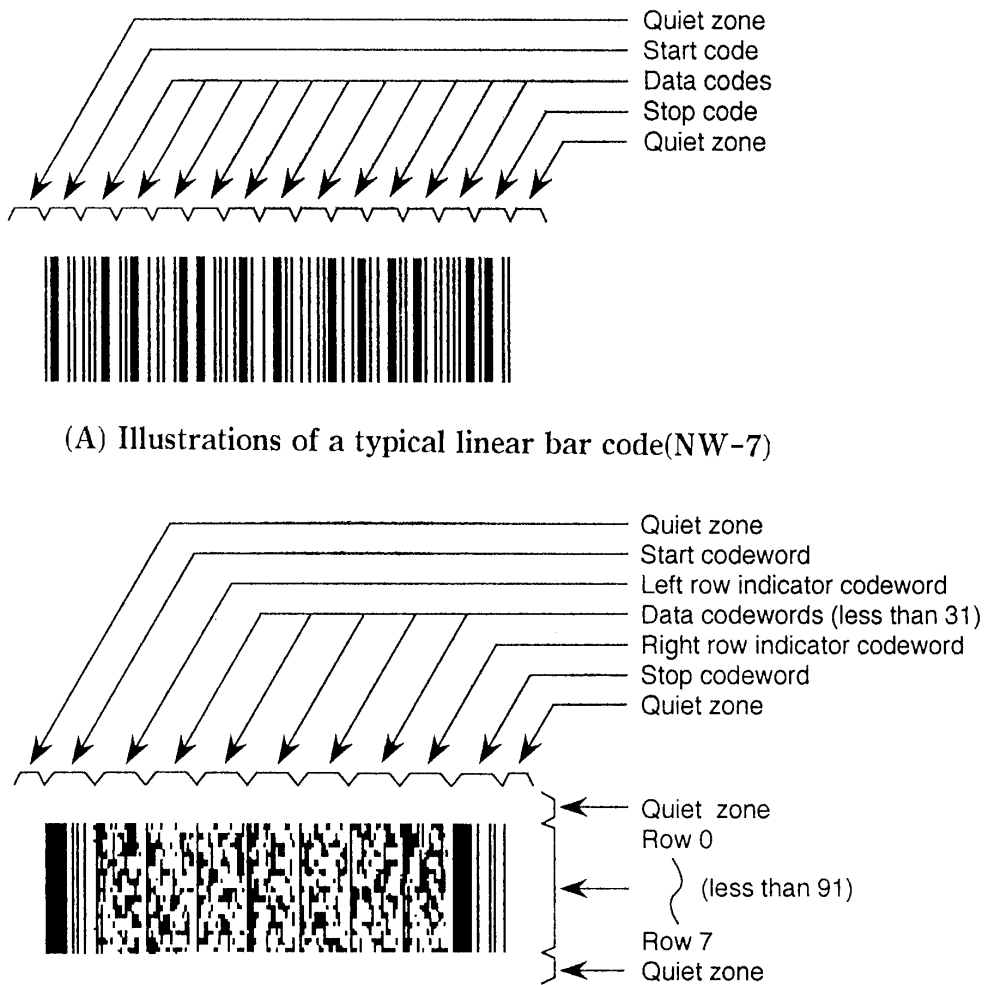 Quiet zone
Start code
Data codes
Stop code
Quiet zone
(A) Illustrations of a typical linear bar code(NW-7)
Quiet zone
Start codeword
Left row indicator codeword
Data codewords (less than 31)
Right row indicator codeword
Stop codeword
Quiet zone
Quiet zone
Row 0
(less than 91)
Row 7
Quiet zone